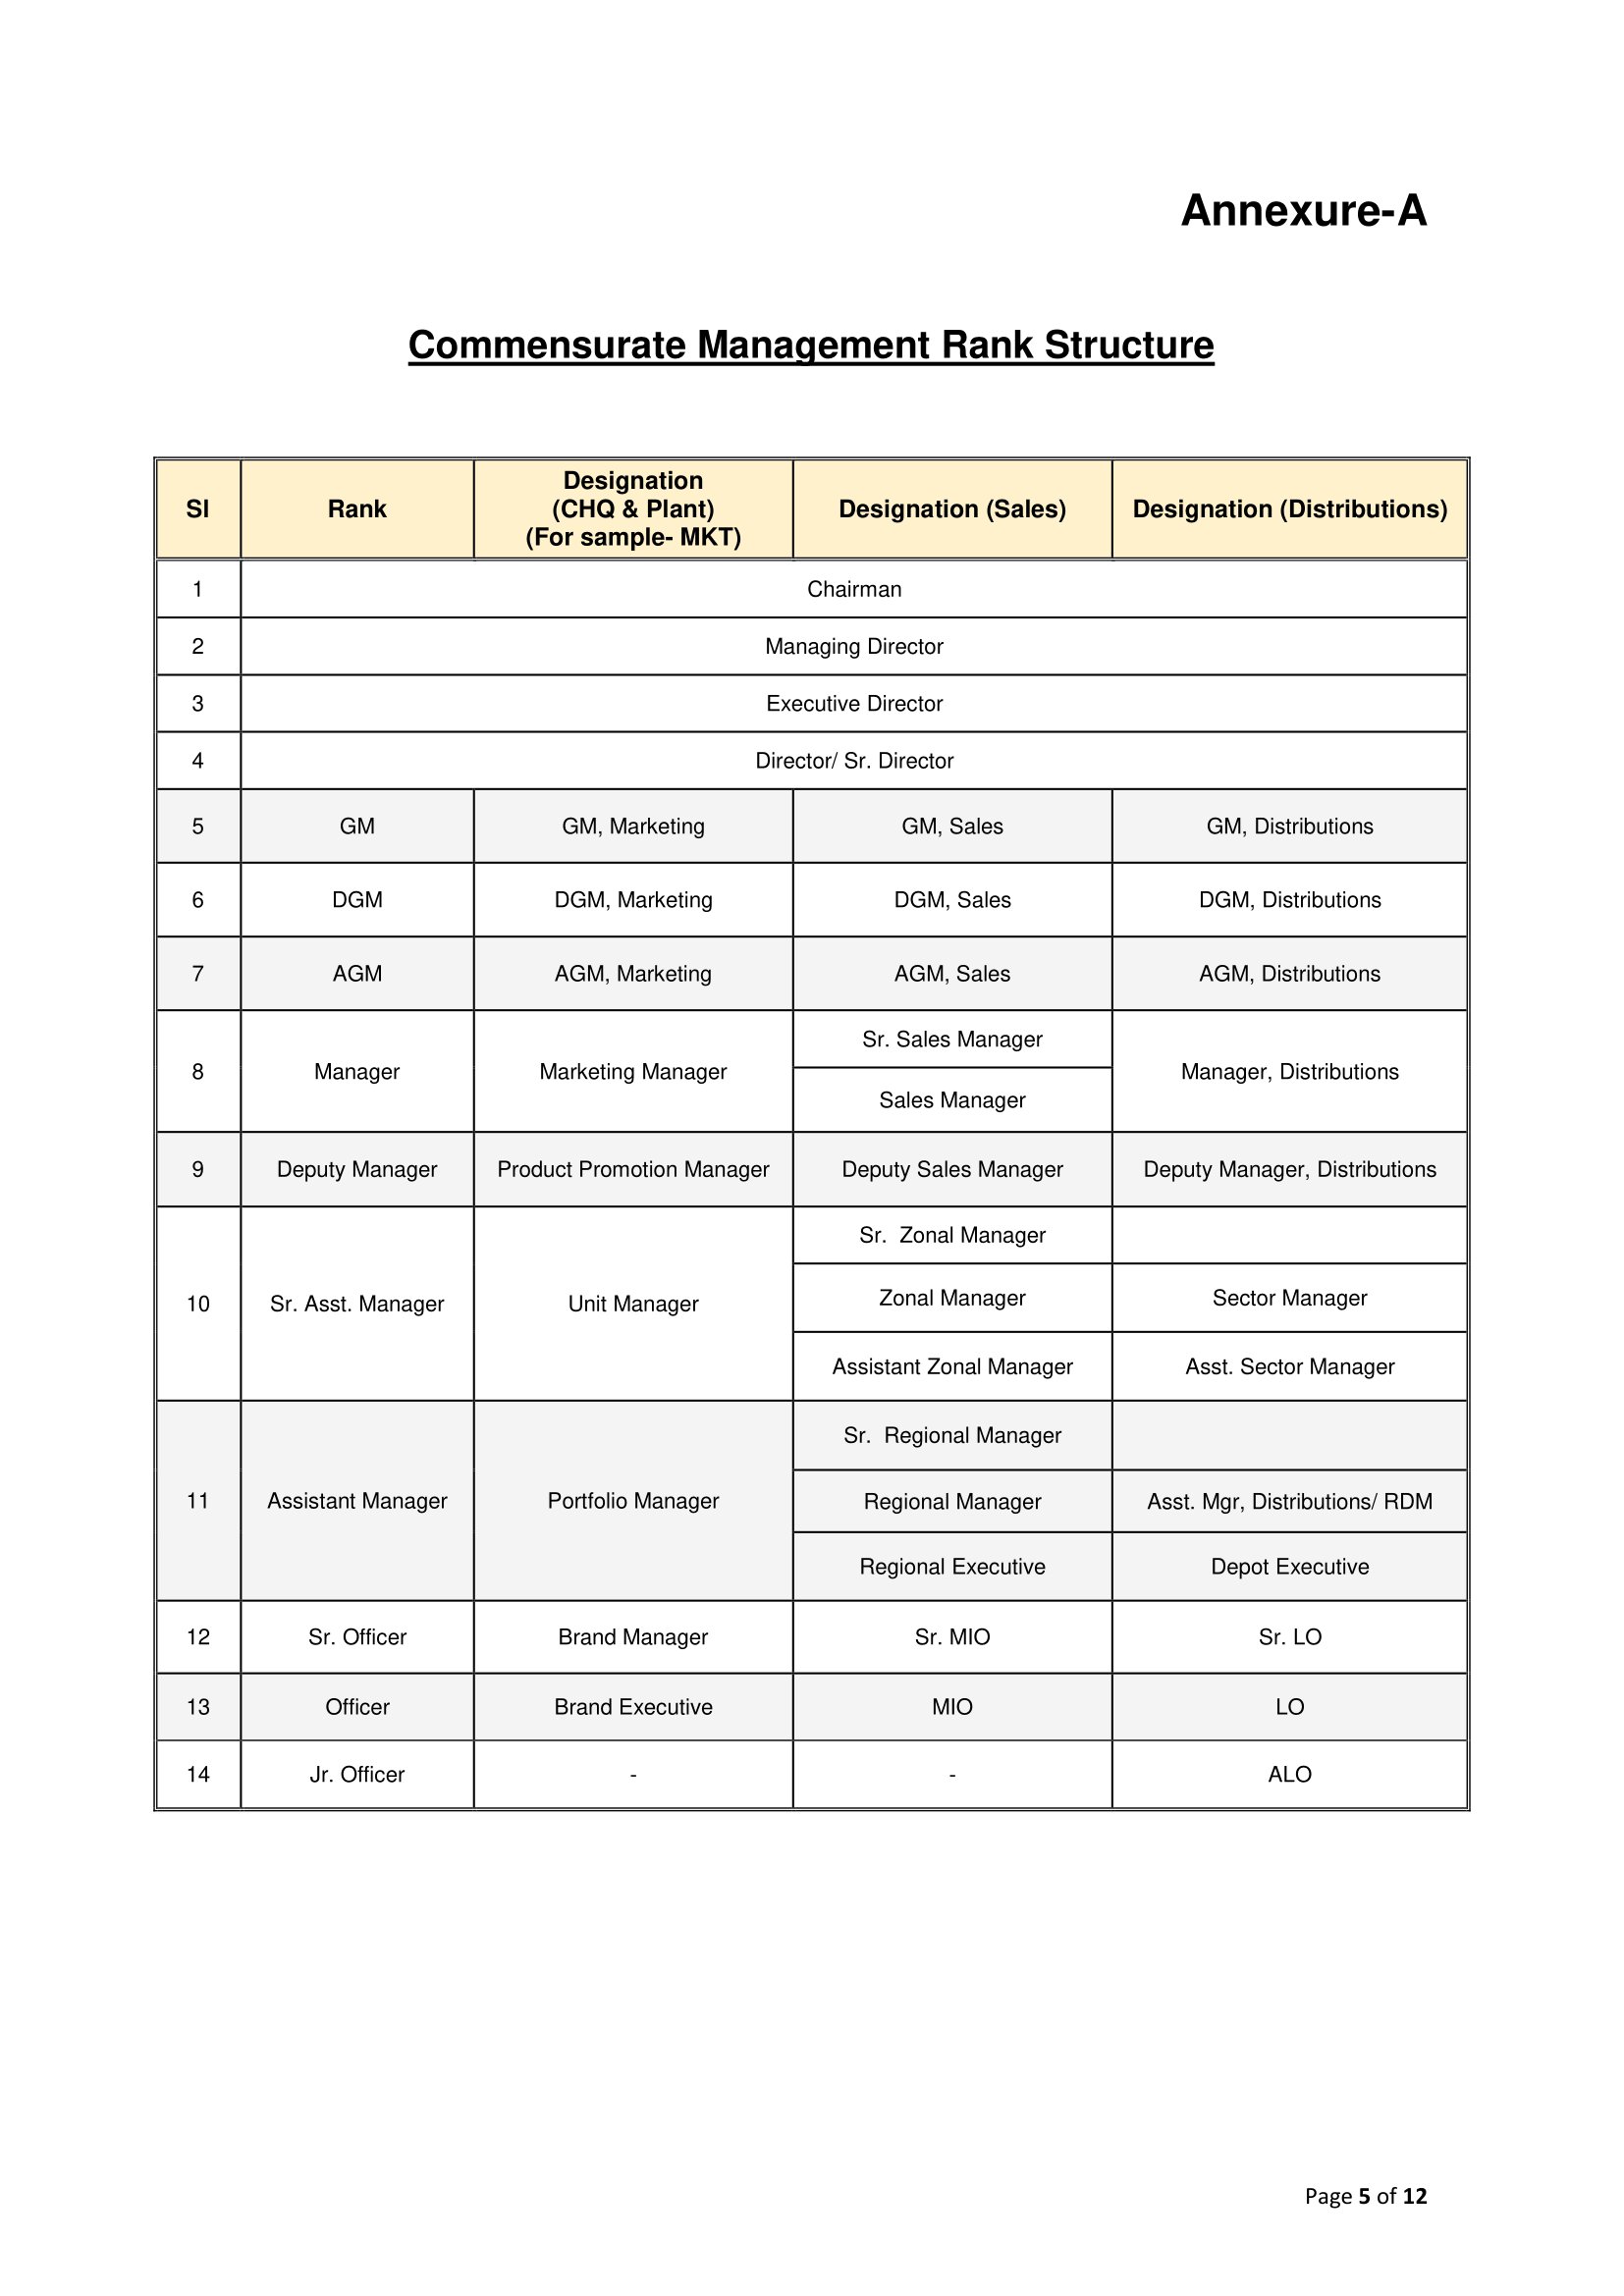 Annexure-A
Commensurate Management Rank Structure
Sl Rank Designation (CHQ & Plant) (For sample- MKT) Designation (Sales) Designation (Distributions)
1 Chairman
2 Managing Director
3 Executive Director
4 Director/ Sr. Director
5 GM GM, Marketing GM, Sales GM, Distributions
6 DGM DGM, Marketing DGM, Sales DGM, Distributions
7 AGM AGM, Marketing AGM, Sales AGM, Distributions
8 Manager Marketing Manager Sr. Sales Manager Manager, Distributions
Sales Manager
9 Deputy Manager Product Promotion Manager Deputy Sales Manager Deputy Manager, Distributions
10 Sr. Asst. Manager Unit Manager Sr. Zonal Manager
Zonal Manager Sector Manager
Assistant Zonal Manager Asst. Sector Manager
11 Assistant Manager Portfolio Manager Sr. Regional Manager
Regional Manager Asst. Mgr, Distributions/ RDM
Regional Executive Depot Executive
12 Sr. Officer Brand Manager Sr. MIO Sr. LO
13 Officer Brand Executive MIO LO
14 Jr. Officer - - ALO
Page 5 of 12